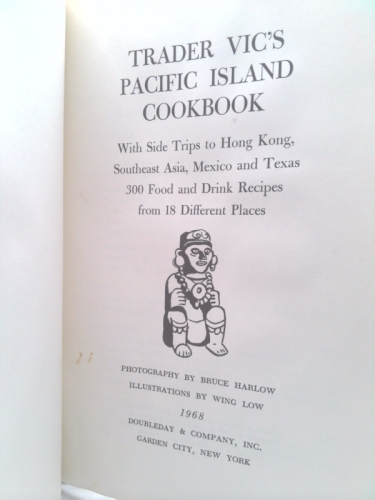 TRADER VIC'S
PACIFIC ISLAND
COOKBOOK
With Side Trips to Hong Kong,
Southeast Asia, Mexico and Texas
300 Food and Drink Recipes
from 18 Different Places
PHOTOGRAPHY BY BRUCE HARLOW
ILLUSTRATIONS BY WING LOW
1968
DOUBLEDAY & COMPANY, INC.
GARDEN CITY, NEW YORK